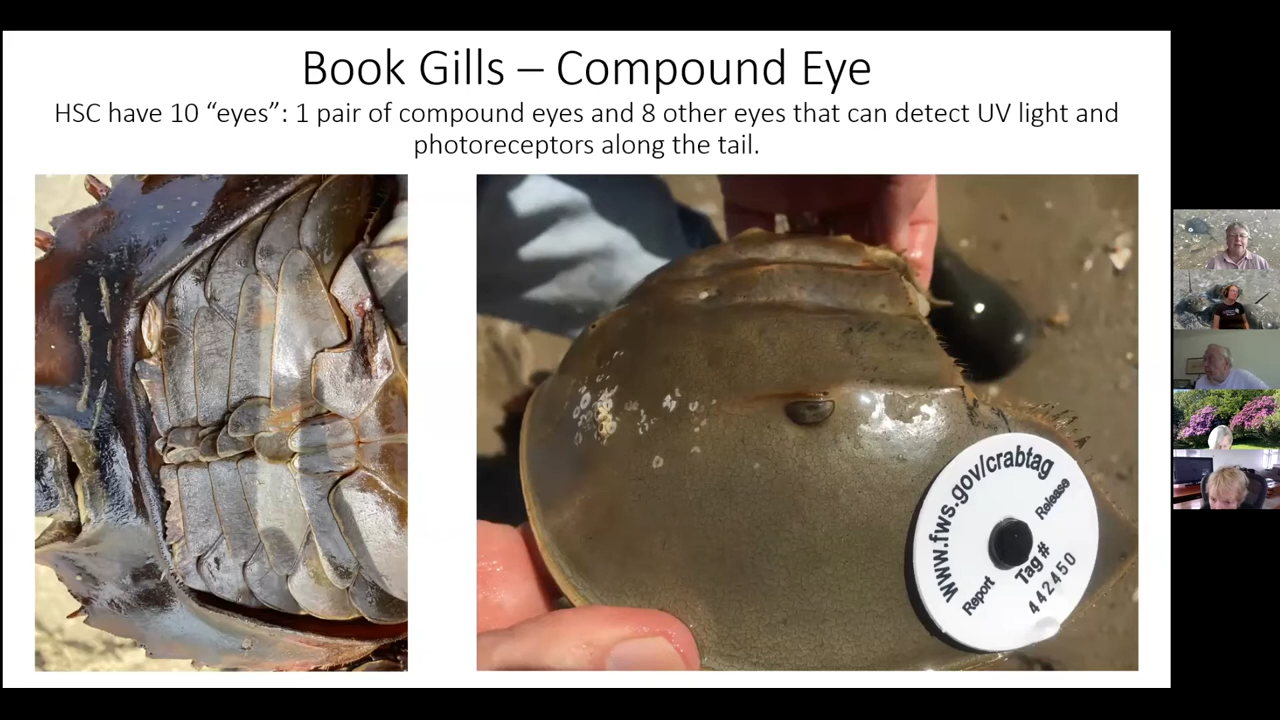 Book Gills – Compound Eye
HSC have 10 “eyes”: 1 pair of compound eyes and 8 other eyes that can detect UV light and
photoreceptors along the tail.
www.fws.gov/crabtag
Report
Release
Tag #
442450